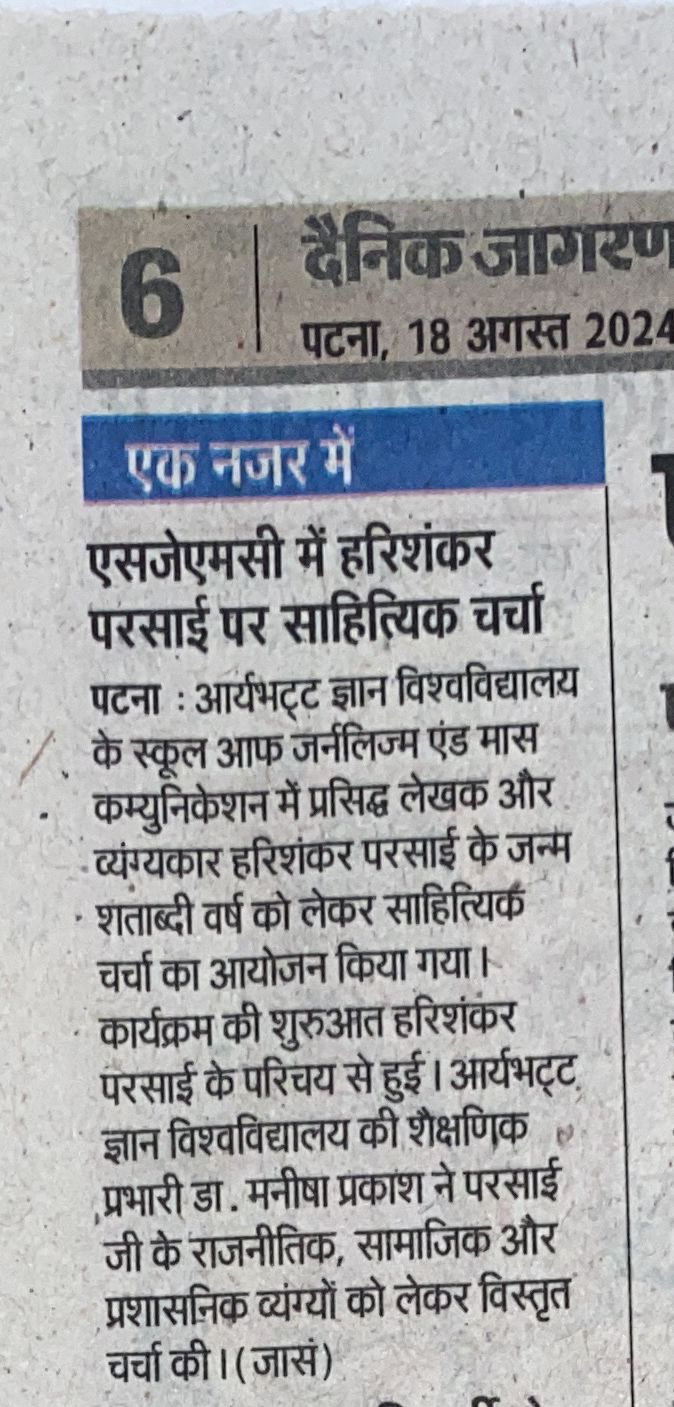 6
दैनिक जागरण
पटना, 18 अगस्त 2024
एक नजर में
एसजेएमसी में हरिशंकर
परसाई पर साहित्यिक चर्चा
पटना : आर्यभट्ट ज्ञान विश्वविद्यालय
के स्कूल आफ जर्नलिज्म एंड मास
कम्युनिकेशन में प्रसिद्ध लेखक और
व्यंग्यकार हरिशंकर परसाई के जन्म
शताब्दी वर्ष को लेकर साहित्यिक
चर्चा का आयोजन किया गया।
कार्यक्रम की शुरुआत हरिशंकर
परसाई के परिचय से हुई। आर्यभट्ट
ज्ञान विश्वविद्यालय की शैक्षणिक
प्रभारी डा. मनीषा प्रकाश ने परसाई
जी के राजनीतिक, सामाजिक और
प्रशासनिक व्यंग्यों को लेकर विस्तृत
चर्चा की। (जासं)